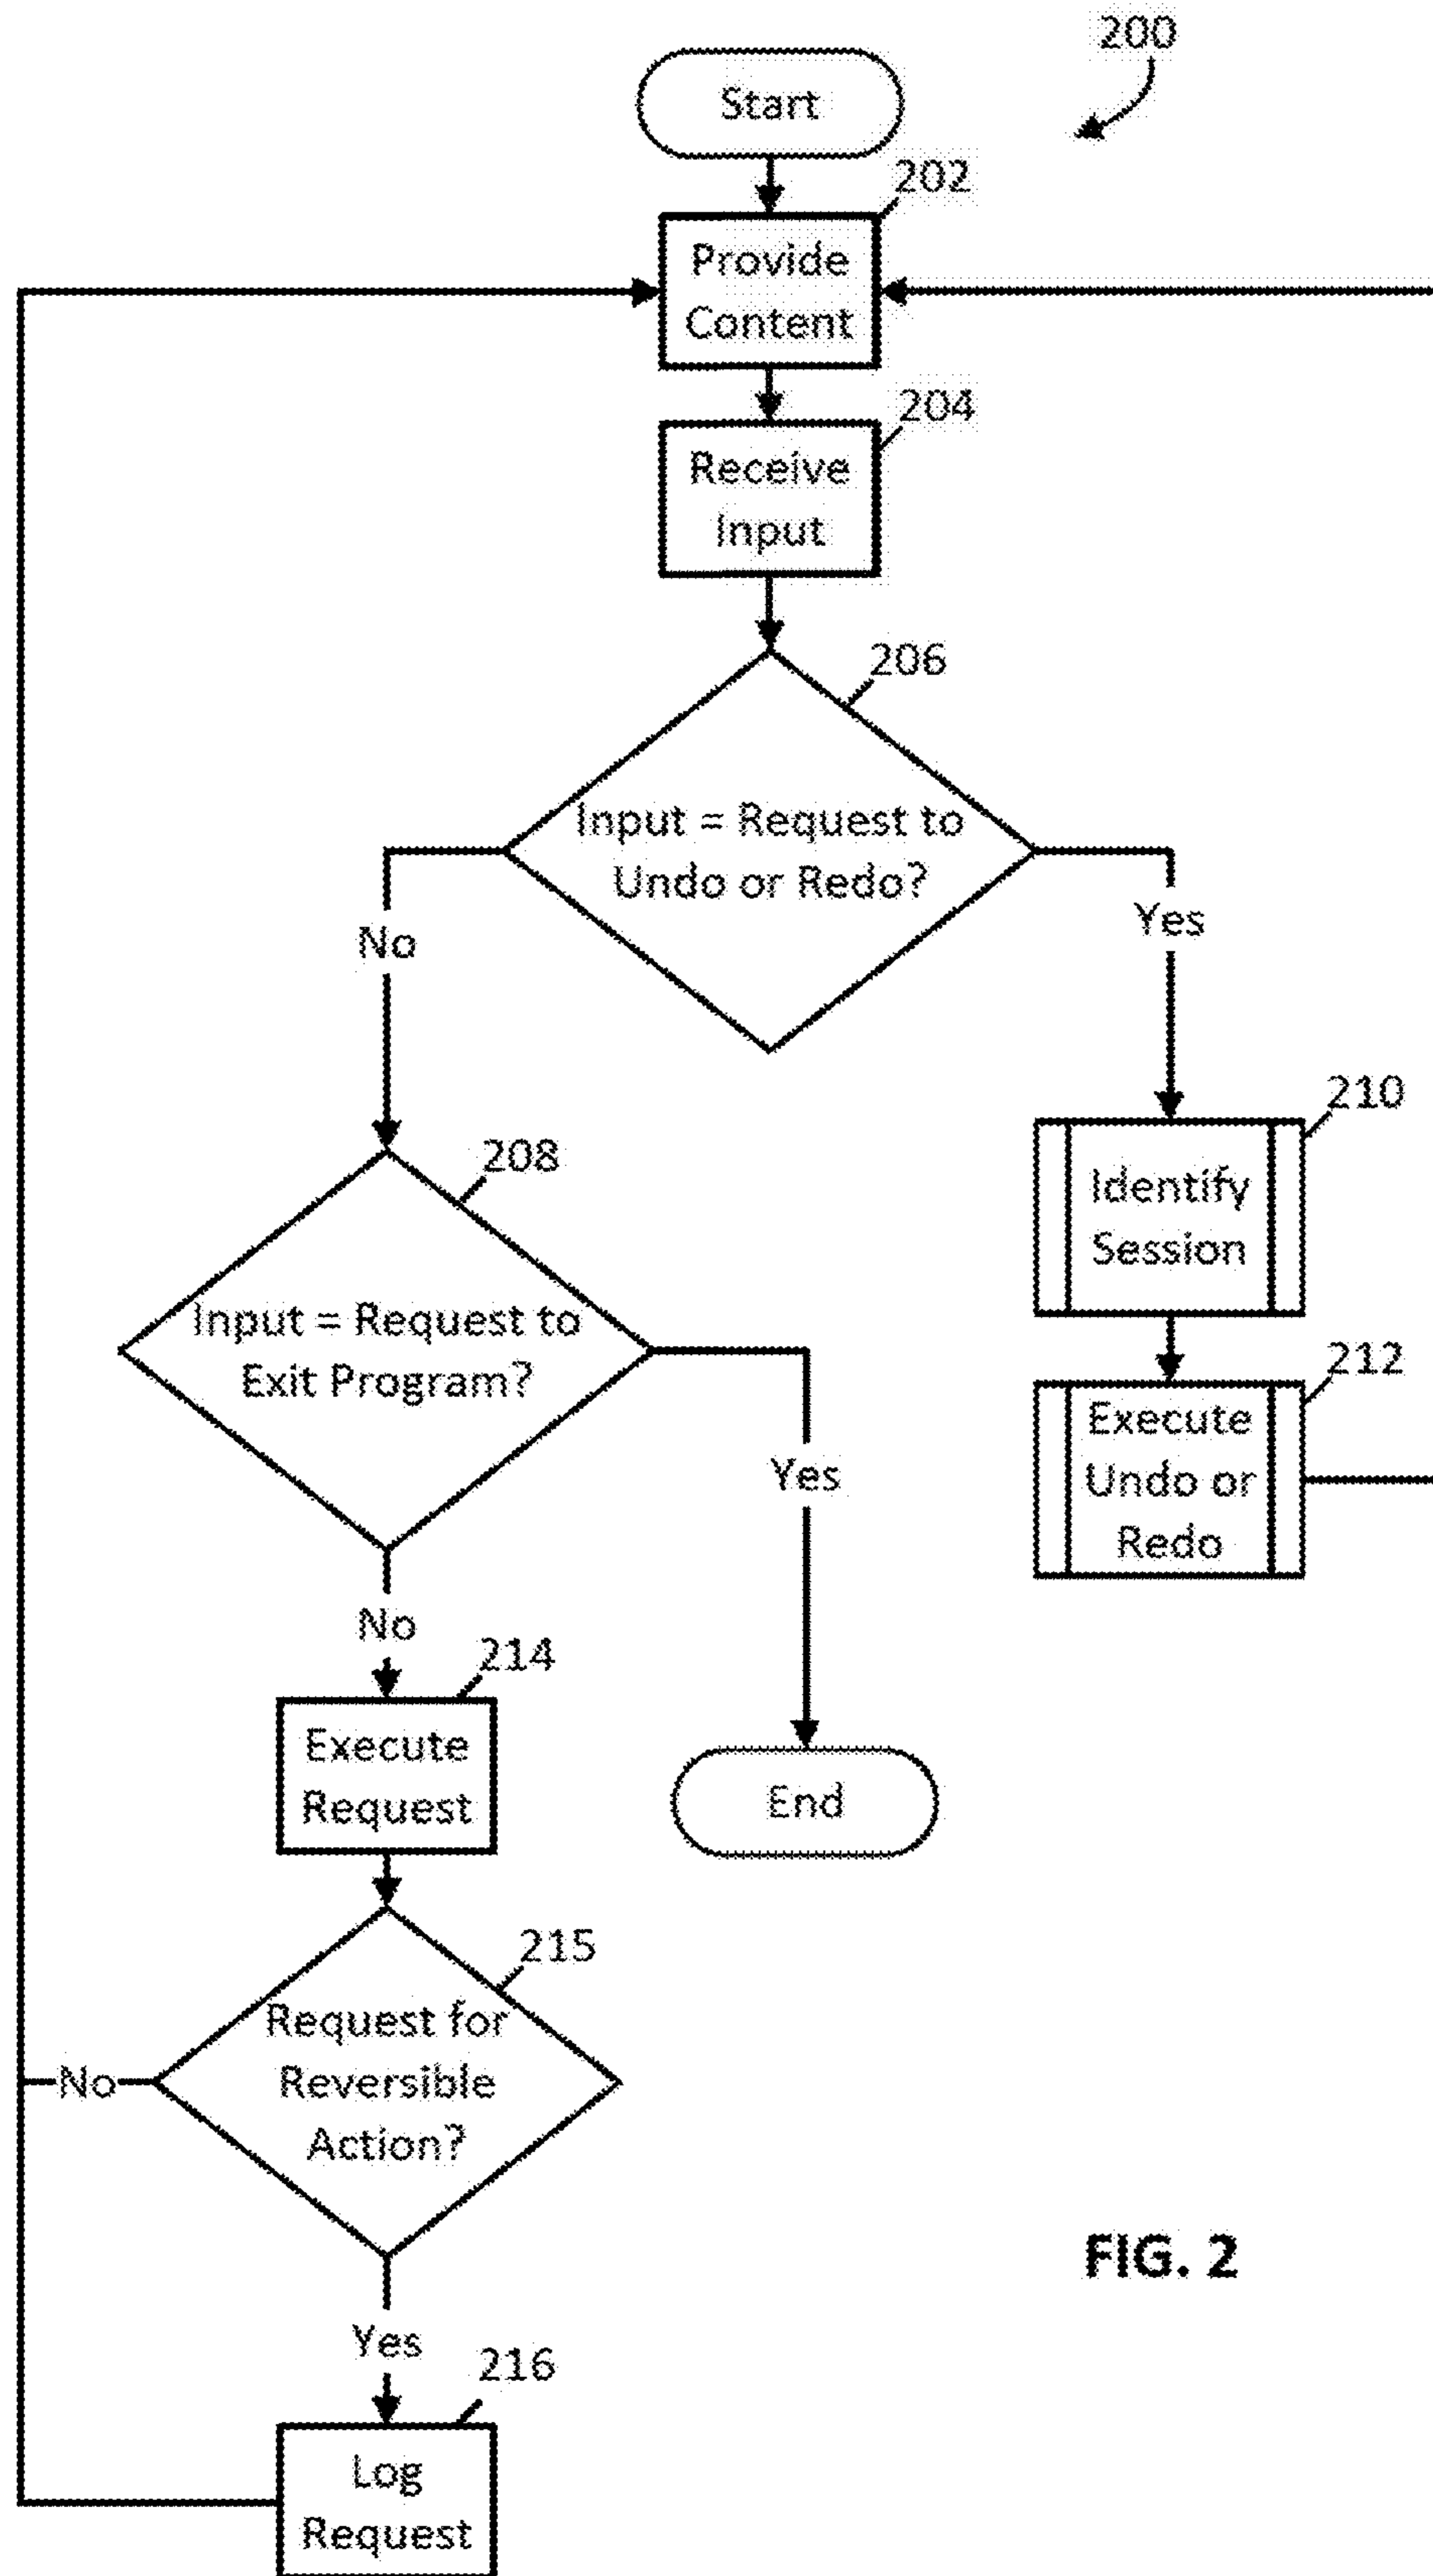 200
Start
202
Provide
Content
204
Receive
Input
206
Input = Request to
Undo or Redo?
No
Yes
208
Input = Request to
Exit Program?
210
Identify
Session
212
Execute
Undo or
Redo
Yes
No
214
Execute
Request
End
215
Request for
Reversible
Action?
No
Yes
216
Log
Request
FIG. 2